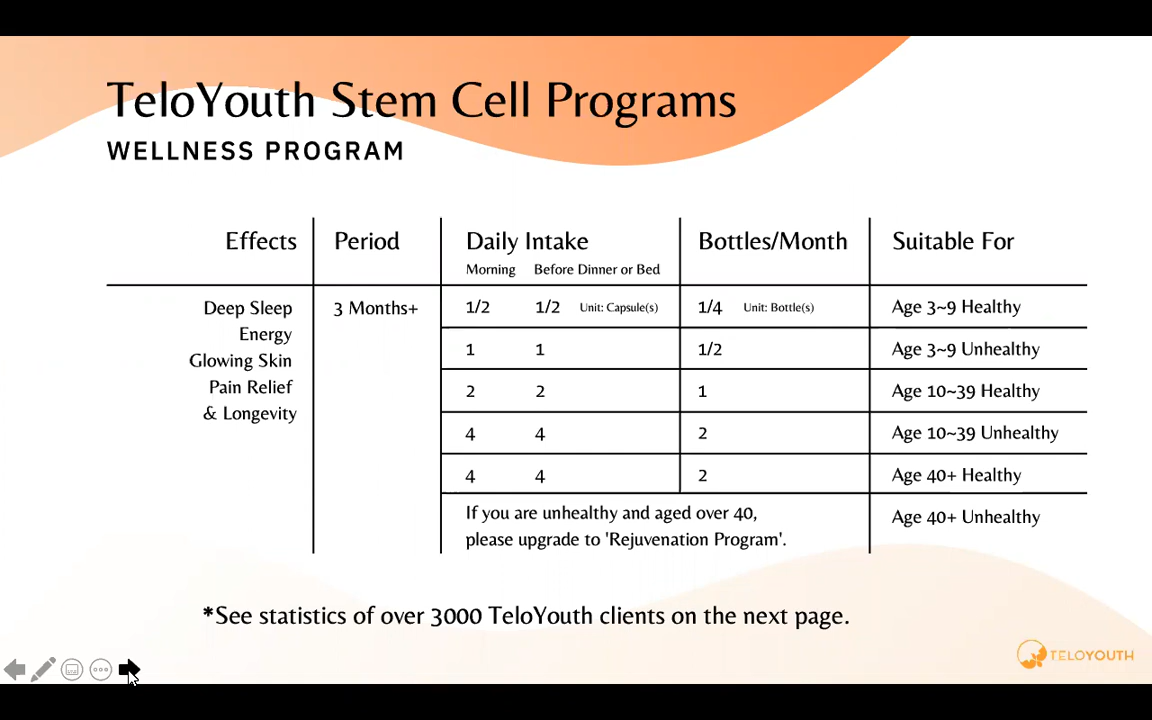 TeloYouth Stem Cell Programs
WELLNESS PROGRAM
Effects Period Daily Intake Bottles/Month Suitable For
Morning Before Dinner or Bed
Deep Sleep 3 Months+ 1/2 1/2 Unit: Capsule(s) 1/4 Unit: Bottle(s) Age 3~9 Healthy
Energy
Glowing Skin 1 1 1/2 Age 3~9 Unhealthy
Pain Relief 2 2 1 Age 10~39 Healthy
& Longevity
4 4 2 Age 10~39 Unhealthy
4 4 2 Age 40+ Healthy
If you are unhealthy and aged over 40,
please upgrade to 'Rejuvenation Program'.
Age 40+ Unhealthy
*See statistics of over 3000 TeloYouth clients on the next page.
TELOYOUTH